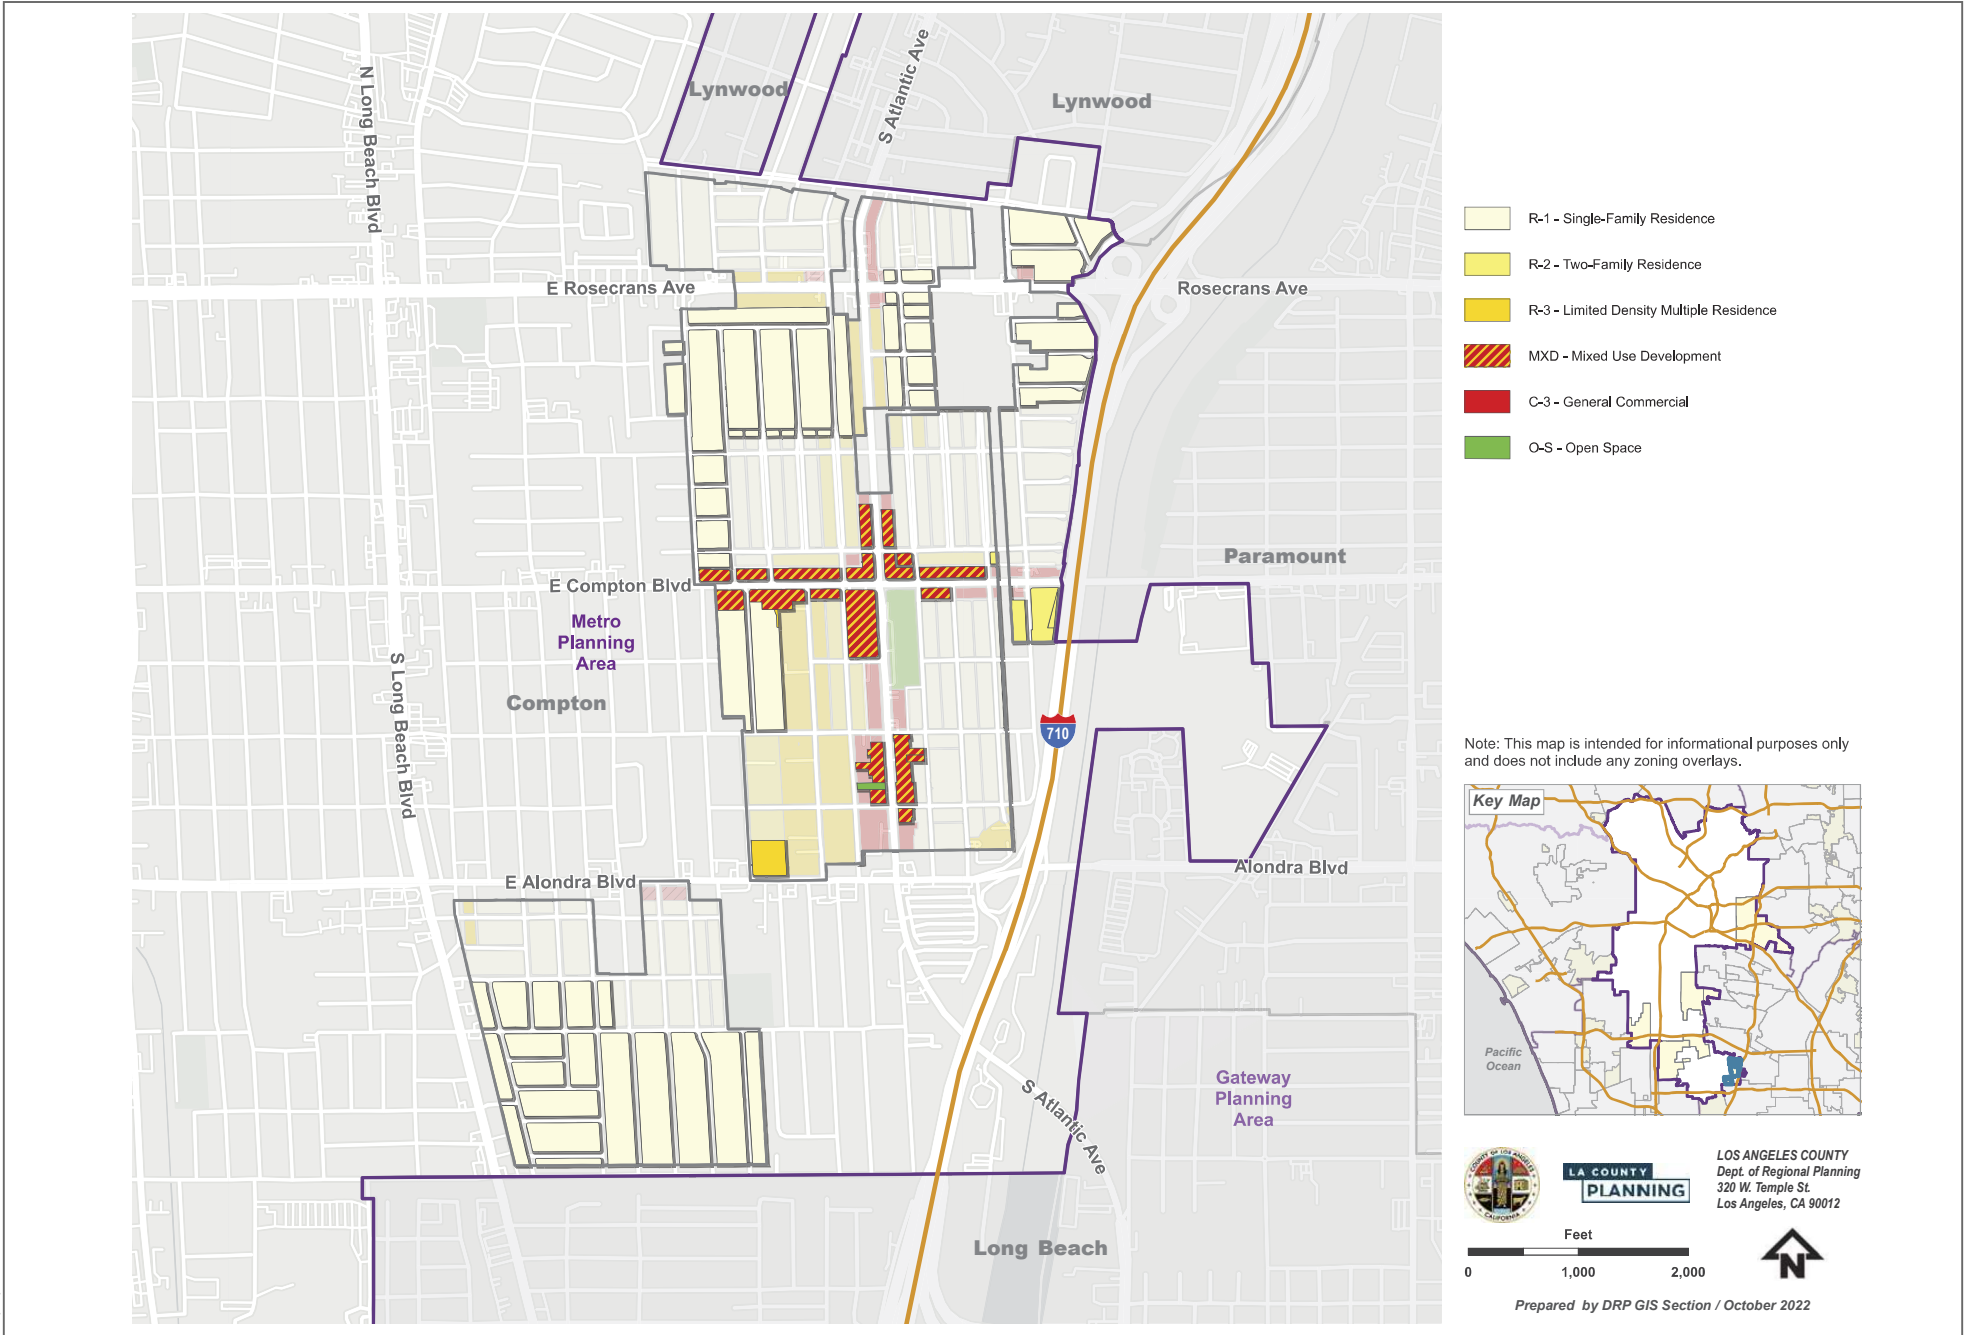 Lynwood
S Atlantic Ave
Lynwood
N Long Beach Blvd
E Rosecrans Ave
Rosecrans Ave
E Compton Blvd
Paramount
Metro
Planning
Area
Compton
S Long Beach Blvd
710
E Alondra Blvd
Alondra Blvd
S Atlantic Ave
Gateway
Planning
Area
Long Beach
R-1 - Single-Family Residence
R-2 - Two-Family Residence
R-3 - Limited Density Multiple Residence
MXD - Mixed Use Development
C-3 - General Commercial
O-S - Open Space
Note: This map is intended for informational purposes only
and does not include any zoning overlays.
Key Map
Pacific
Ocean
COUNTY OF LOS ANGELES
CALIFORNIA
LA COUNTY
PLANNING
LOS ANGELES COUNTY
Dept. of Regional Planning
320 W. Temple St.
Los Angeles, CA 90012
Feet
0 1,000 2,000
N
Prepared by DRP GIS Section / October 2022